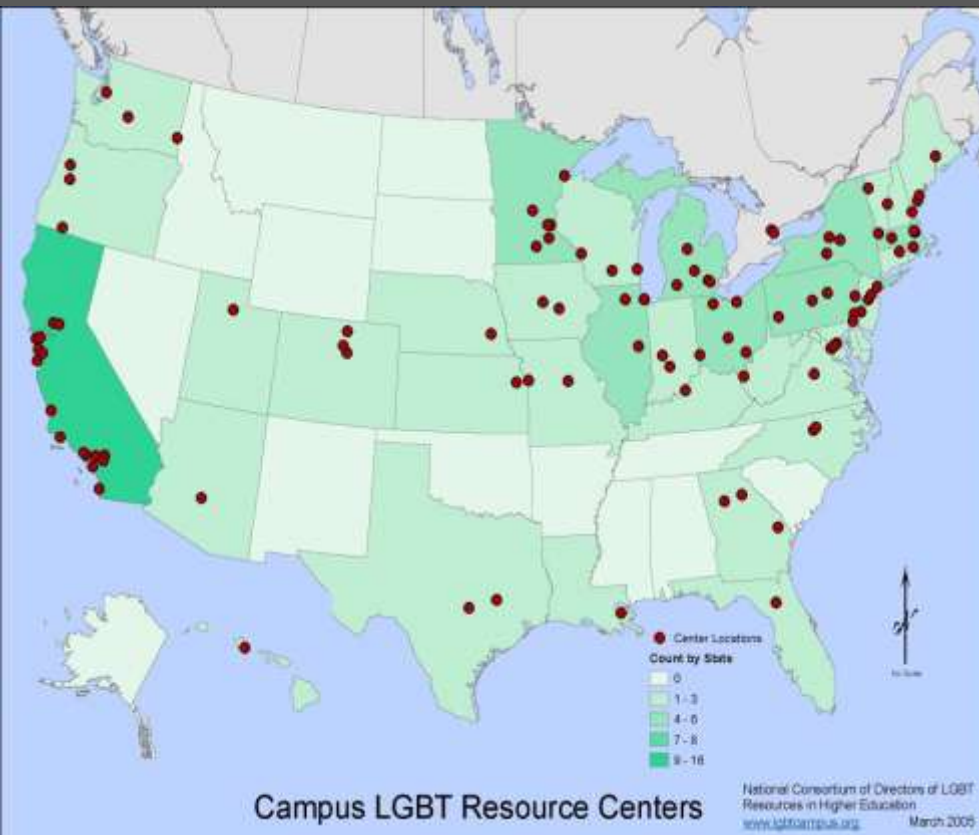 Center Locations
Count by State
0
1 - 3
4 - 6
7 - 8
9 - 16
Campus LGBT Resource Centers
National Consortium of Directors of LGBT
Resources in Higher Education
www.lgbtcampus.org
March 2005